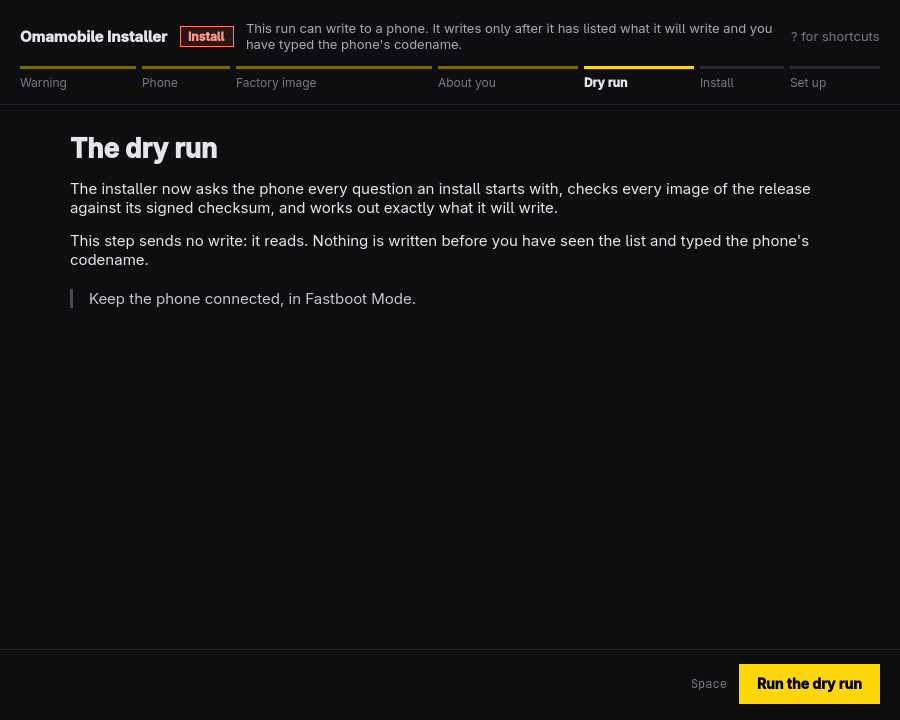 Omamobile Installer
Install
This run can write to a phone. It writes only after it has listed what it will write and you
have typed the phone's codename.
? for shortcuts
Warning
Phone
Factory image
About you
Dry run
Install
Set up
The dry run
The installer now asks the phone every question an install starts with, checks every image of the release
against its signed checksum, and works out exactly what it will write.
This step sends no write: it reads. Nothing is written before you have seen the list and typed the phone's
codename.
Keep the phone connected, in Fastboot Mode.
Space
Run the dry run